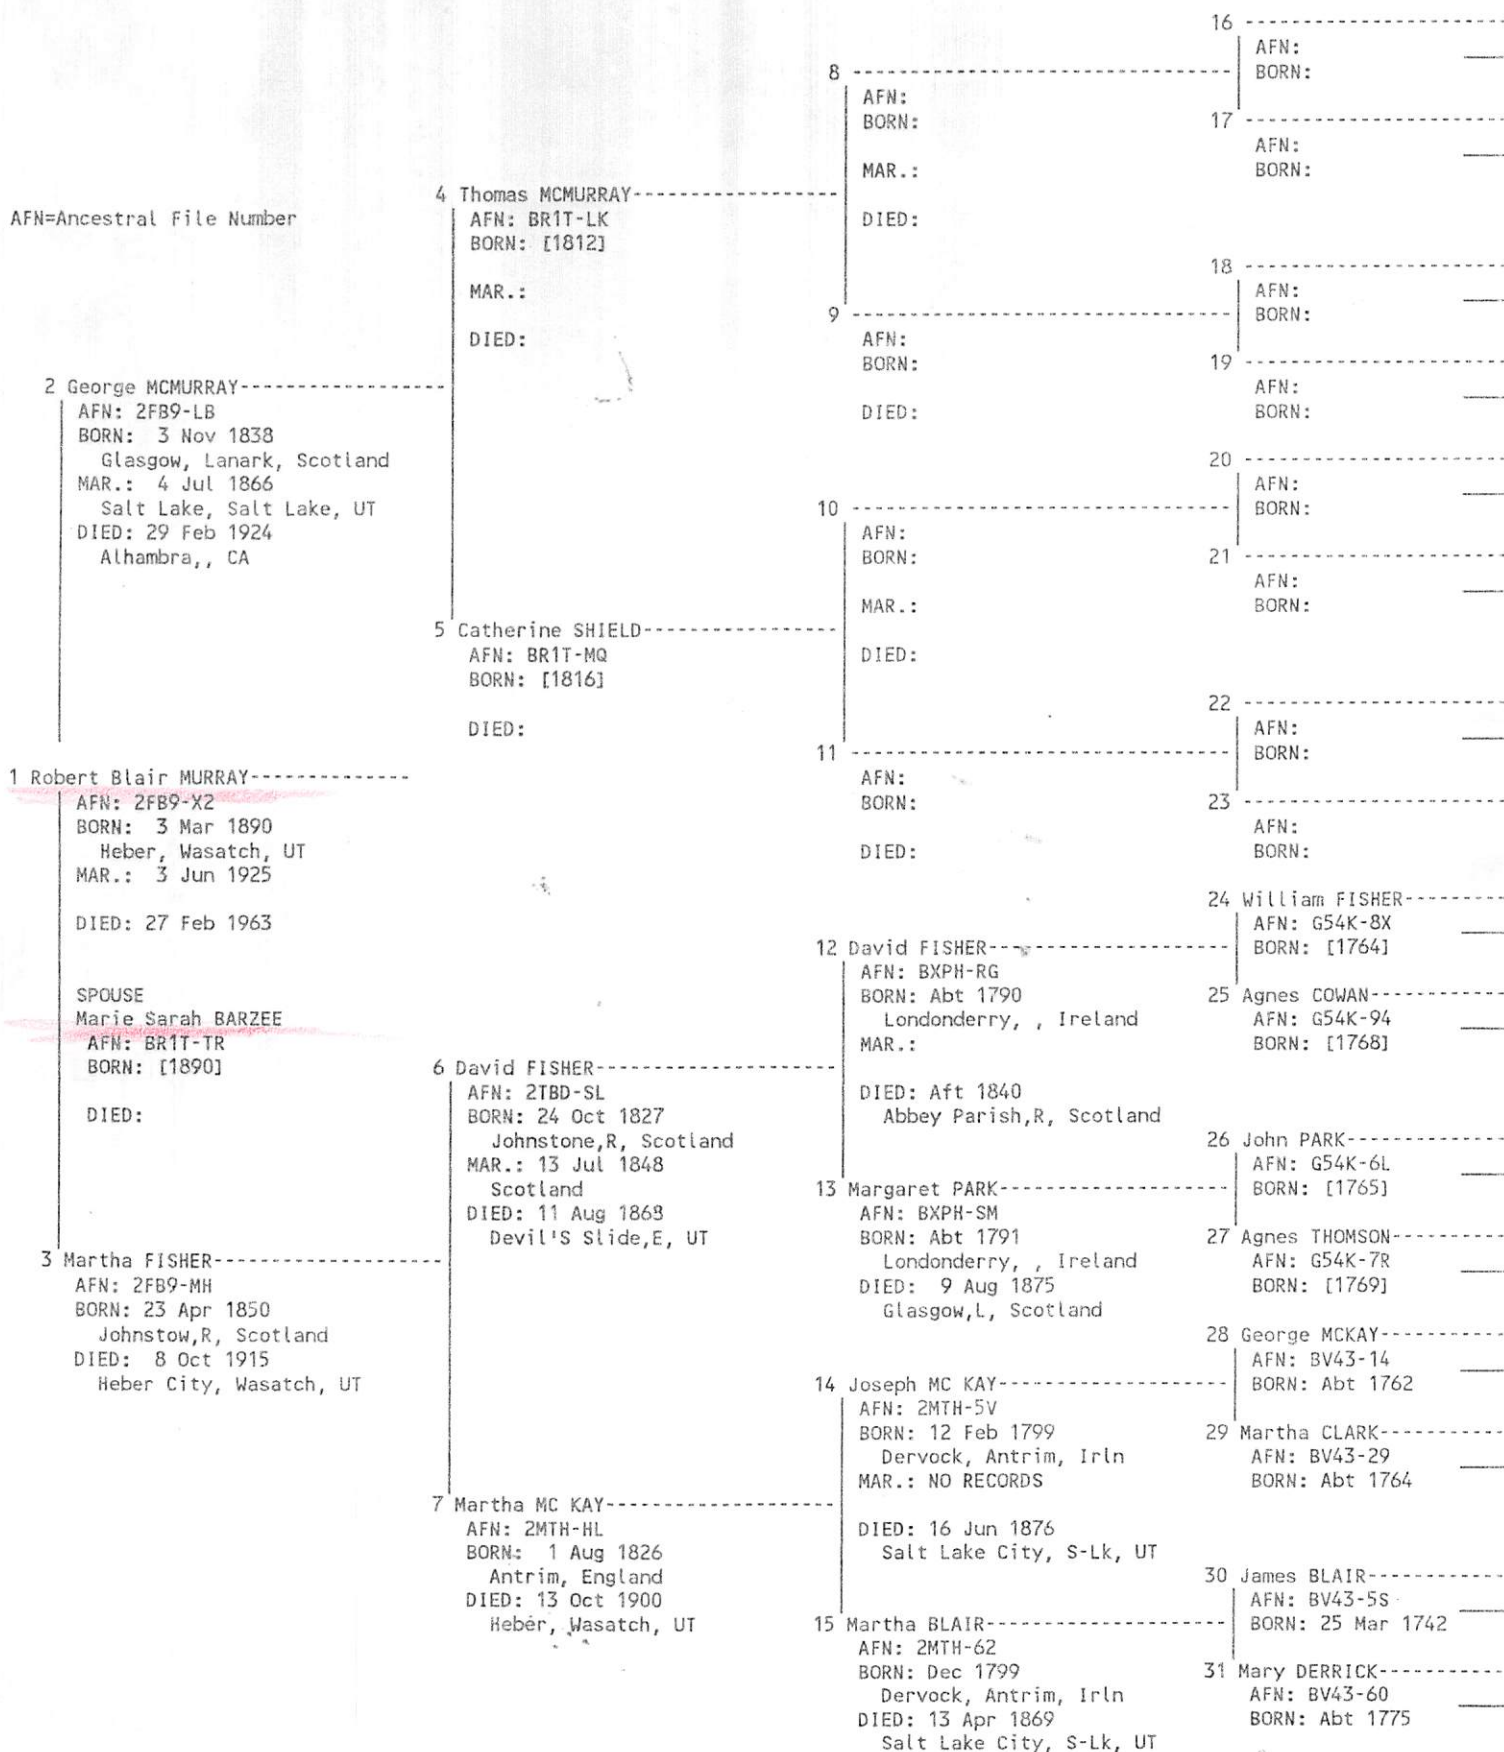 AFN=Ancestral File Number
1 Robert Blair MURRAY--------------
AFN: 2FB9-X2
BORN: 3 Mar 1890
Heber, Wasatch, UT
MAR.: 3 Jun 1925
DIED: 27 Feb 1963
SPOUSE
Marie Sarah BARZEE
AFN: BR1T-TR
BORN: [1890]
DIED:
2 George MCMURRAY------------------
AFN: 2FB9-LB
BORN: 3 Nov 1838
Glasgow, Lanark, Scotland
MAR.: 4 Jul 1866
Salt Lake, Salt Lake, UT
DIED: 29 Feb 1924
Alhambra,, CA
3 Martha FISHER--------------------
AFN: 2FB9-MH
BORN: 23 Apr 1850
Johnstow,R, Scotland
DIED: 8 Oct 1915
Heber City, Wasatch, UT
4 Thomas MCMURRAY------------------
AFN: BR1T-LK
BORN: [1812]
MAR.:
DIED:
5 Catherine SHIELD-----------------
AFN: BR1T-MQ
BORN: [1816]
DIED:
6 David FISHER---------------------
AFN: 2TBD-SL
BORN: 24 Oct 1827
Johnstone,R, Scotland
MAR.: 13 Jul 1848
Scotland
DIED: 11 Aug 1868
Devil'S Slide,E, UT
7 Martha MC KAY--------------------
AFN: 2MTH-HL
BORN: 1 Aug 1826
Antrim, England
DIED: 13 Oct 1900
Heber, Wasatch, UT
8 ---------------------------------
AFN:
BORN:
MAR.:
DIED:
9 ---------------------------------
AFN:
BORN:
DIED:
10 --------------------------------
AFN:
BORN:
MAR.:
DIED:
11 --------------------------------
AFN:
BORN:
DIED:
12 David FISHER--------------------
AFN: BXPH-RG
BORN: Abt 1790
Londonderry, , Ireland
MAR.:
DIED: Aft 1840
Abbey Parish,R, Scotland
13 Margaret PARK-------------------
AFN: BXPH-SM
BORN: Abt 1791
Londonderry, , Ireland
DIED: 9 Aug 1875
Glasgow,L, Scotland
14 Joseph MC KAY-------------------
AFN: 2MTH-5V
BORN: 12 Feb 1799
Dervock, Antrim, Irln
MAR.: NO RECORDS
DIED: 16 Jun 1876
Salt Lake City, S-Lk, UT
15 Martha BLAIR--------------------
AFN: 2MTH-62
BORN: Dec 1799
Dervock, Antrim, Irln
DIED: 13 Apr 1869
Salt Lake City, S-Lk, UT
16 -----------------------
AFN:
BORN:
17 -----------------------
AFN:
BORN:
18 -----------------------
AFN:
BORN:
19 -----------------------
AFN:
BORN:
20 -----------------------
AFN:
BORN:
21 -----------------------
AFN:
BORN:
22 -----------------------
AFN:
BORN:
23 -----------------------
AFN:
BORN:
24 William FISHER---------
AFN: G54K-8X
BORN: [1764]
25 Agnes COWAN------------
AFN: G54K-94
BORN: [1768]
26 John PARK--------------
AFN: G54K-6L
BORN: [1765]
27 Agnes THOMSON----------
AFN: G54K-7R
BORN: [1769]
28 George MCKAY-----------
AFN: BV43-14
BORN: Abt 1762
29 Martha CLARK-----------
AFN: BV43-29
BORN: Abt 1764
30 James BLAIR------------
AFN: BV43-5S
BORN: 25 Mar 1742
31 Mary DERRICK-----------
AFN: BV43-60
BORN: Abt 1775